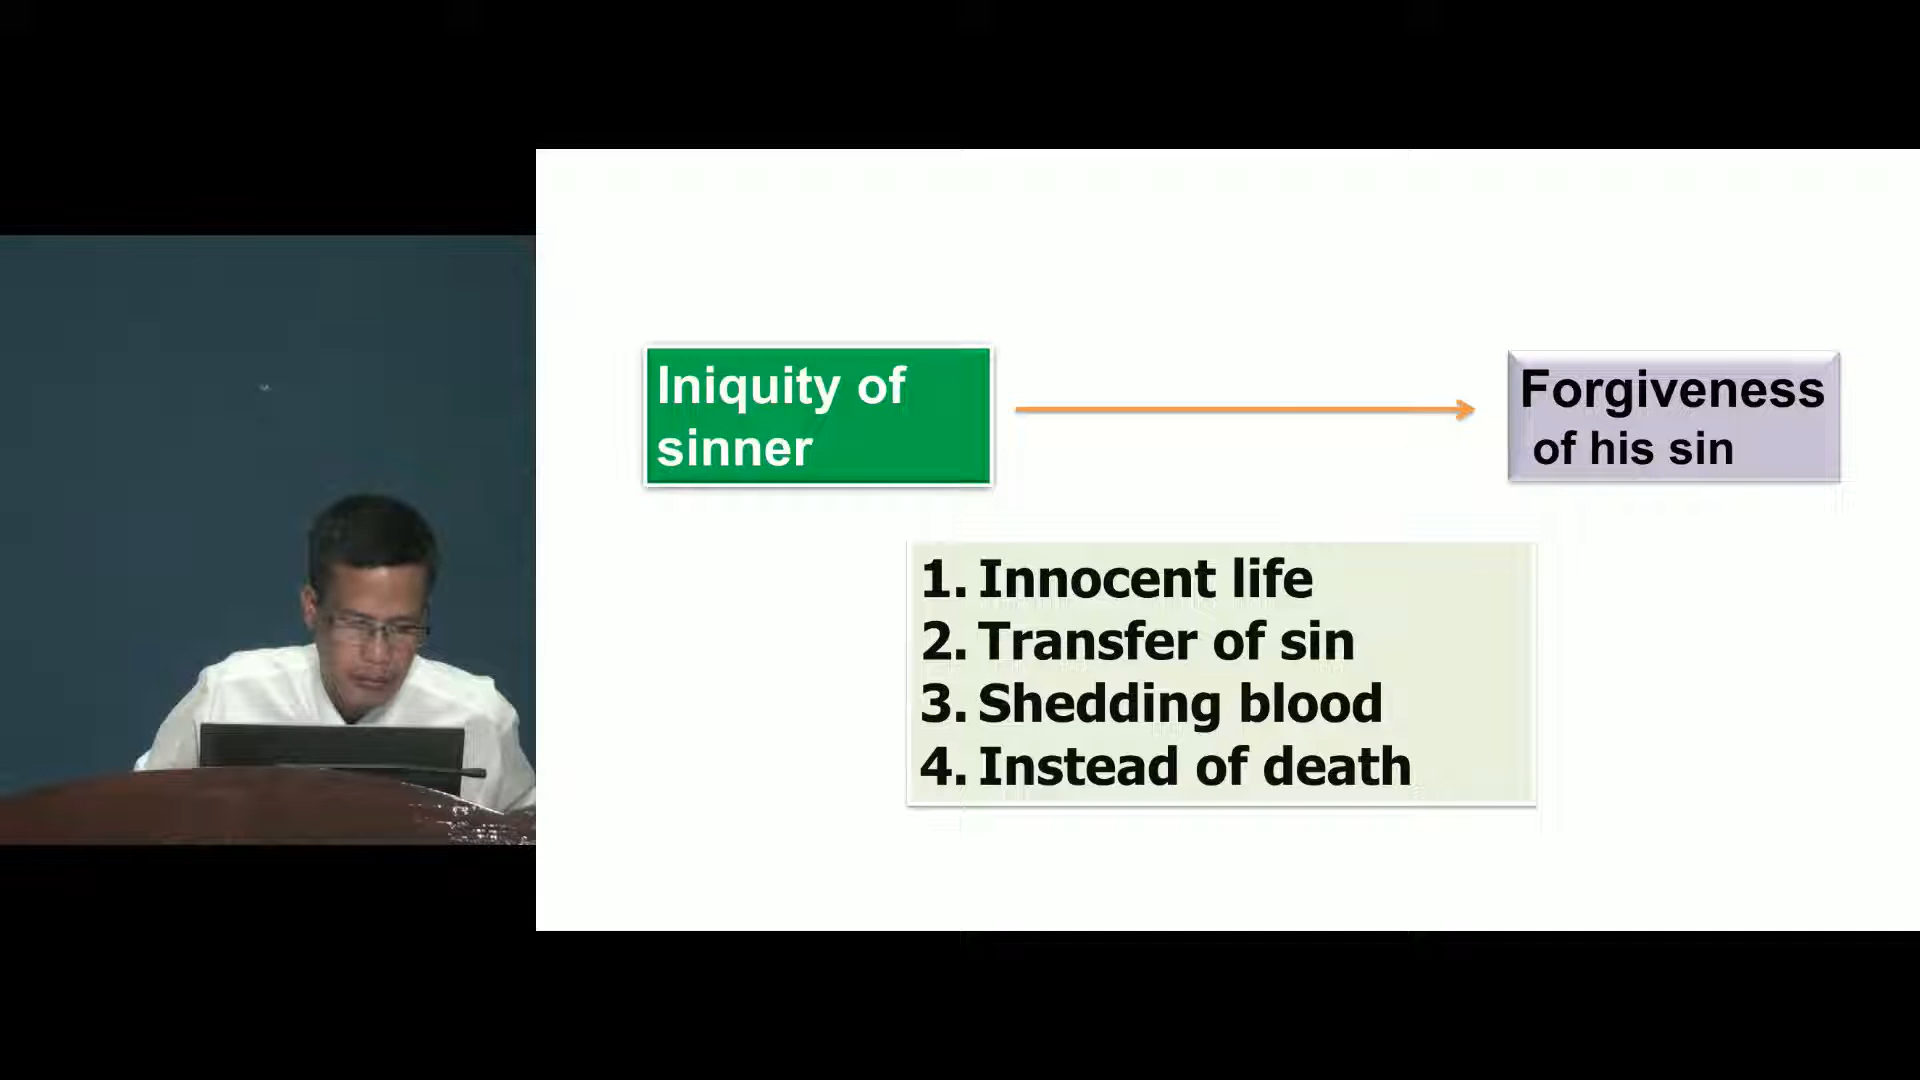 Iniquity of
sinner
Forgiveness
of his sin
1. Innocent life
2. Transfer of sin
3. Shedding blood
4. Instead of death